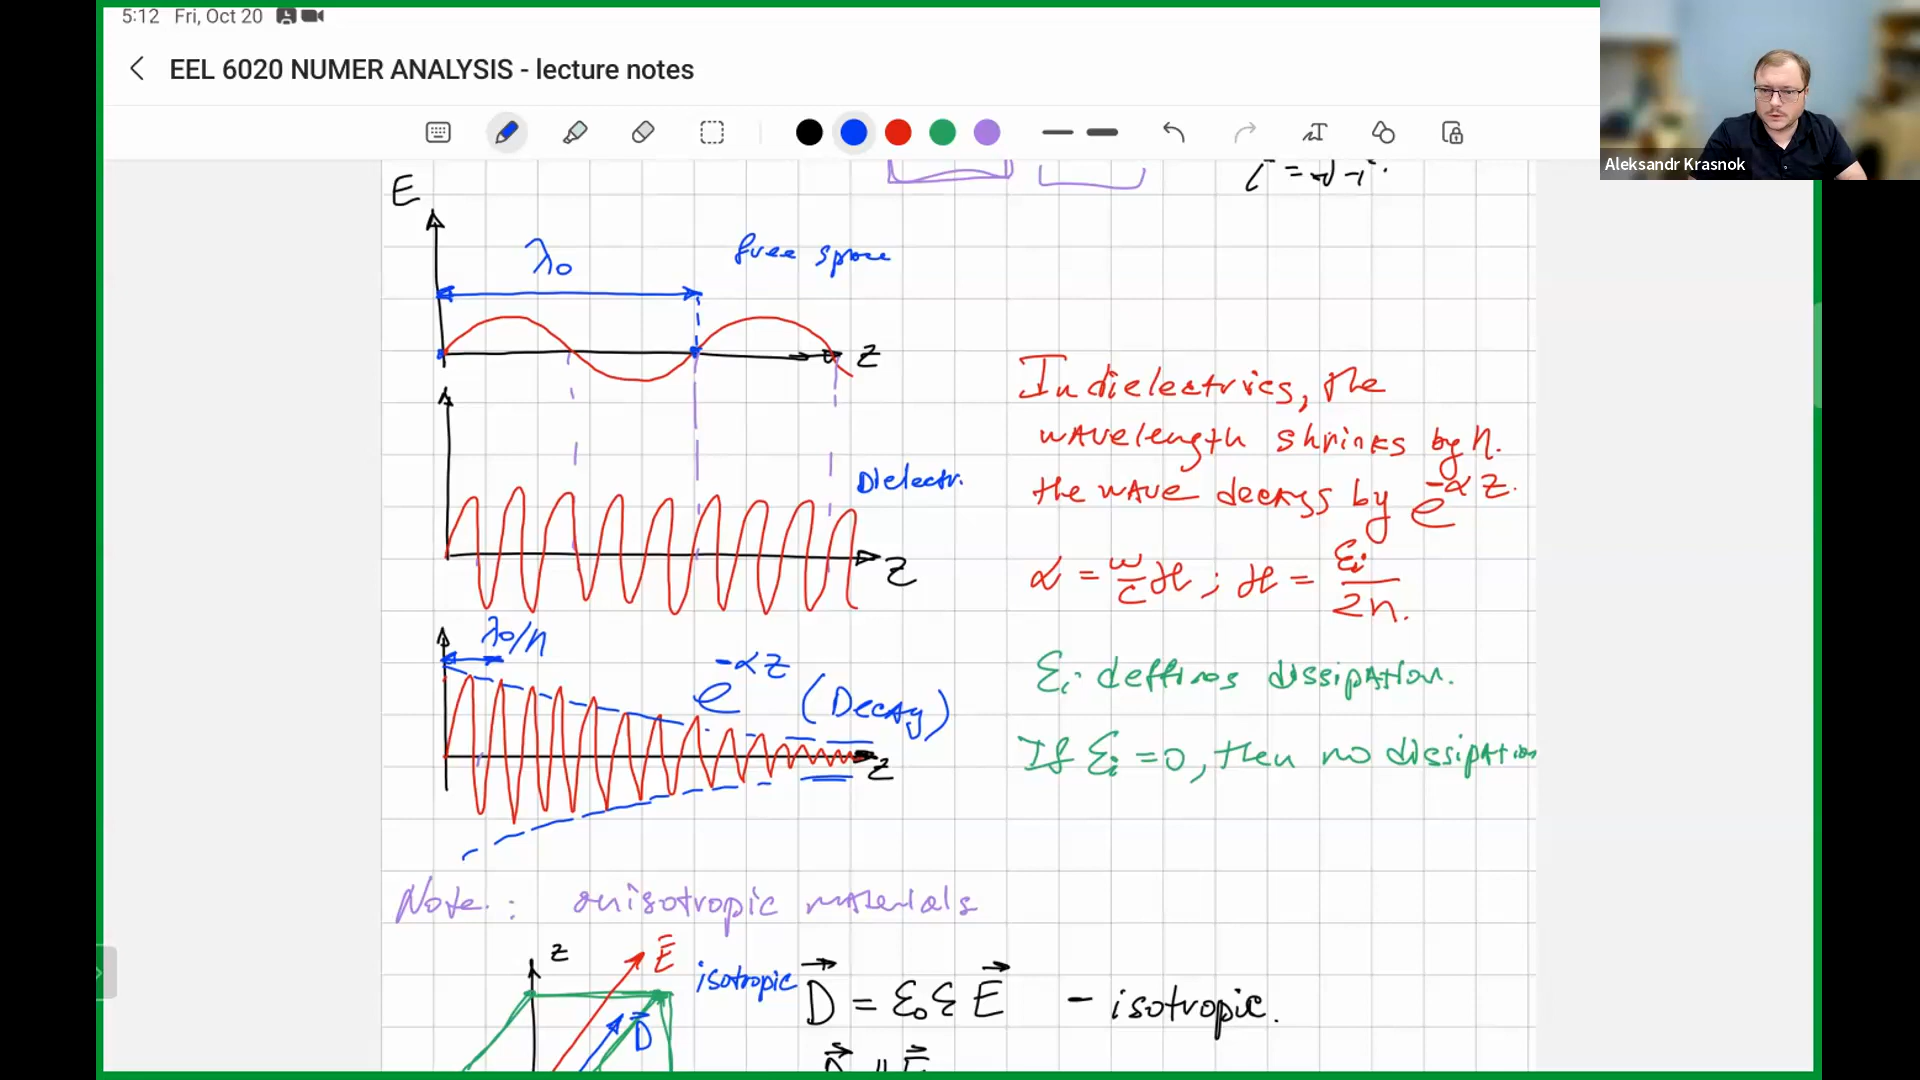 5:12 Fri, Oct 20
EEL 6020 NUMER ANALYSIS - lecture notes
Aleksandr Krasnok
E
λ₀
free space
Z
In dielectrics, the
wavelength shrinks by n.
the wave decays by e^{-αz}.
Dielectr.
Z
α = ω/c ϰ ; ϰ = εᵢ/2n.
λ₀/n
e^{-αz} (Decay)
Z
εᵢ deffines dissipation.
If εᵢ = 0, then no dissipation
Note: anisotropic materials
z
E
isotropic
D = ε₀εE - isotropic.
D